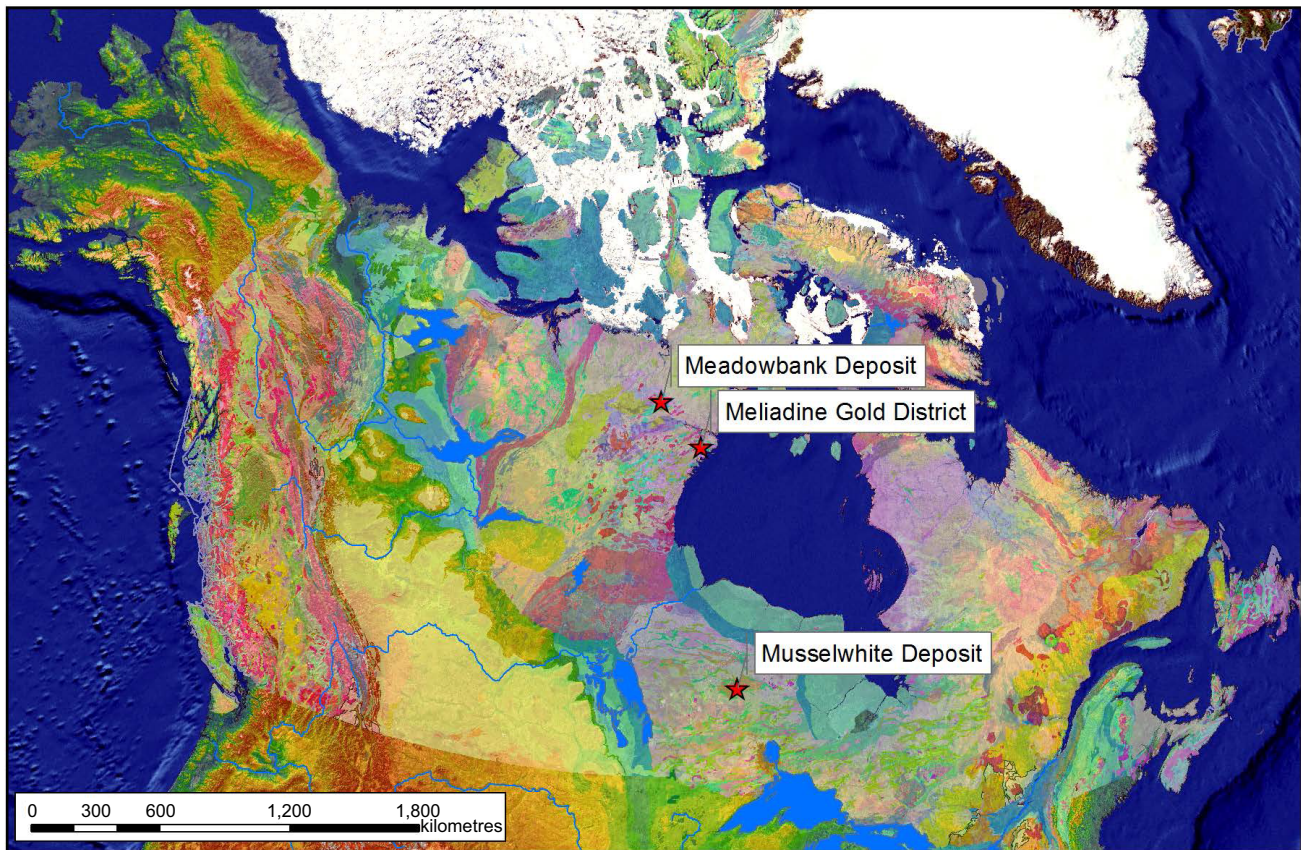 Meadowbank Deposit
Meliadine Gold District
Musselwhite Deposit
0 300 600 1,200 1,800
kilometres